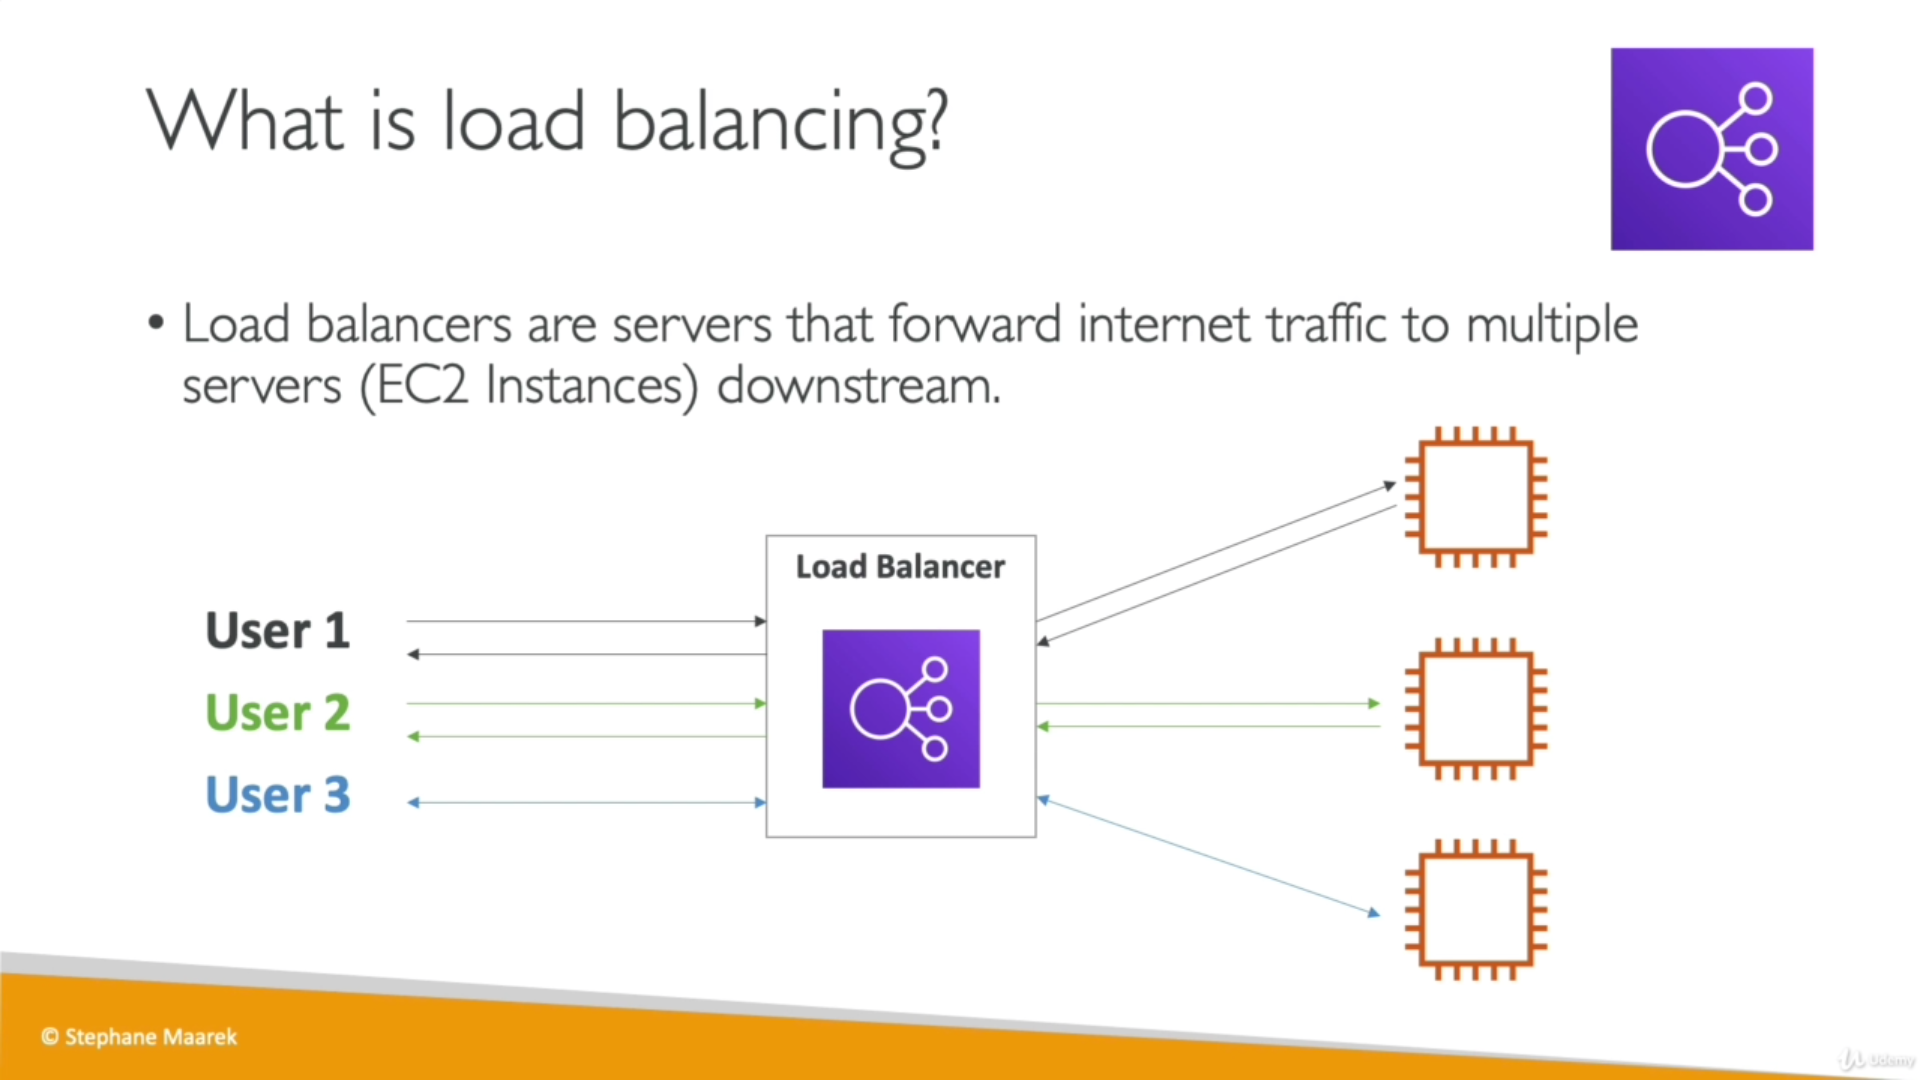 What is load balancing?
• Load balancers are servers that forward internet traffic to multiple
servers (EC2 Instances) downstream.
Load Balancer
User 1
User 2
User 3
© Stephane Maarek
Udemy